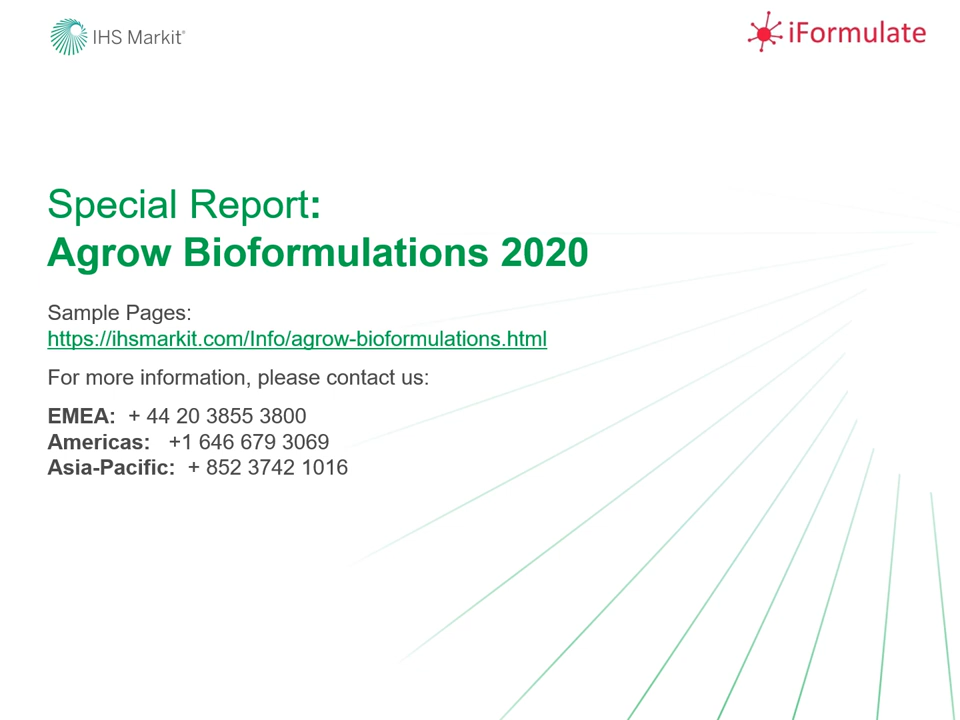 IHS Markit®
iFormulate
Special Report:
Agrow Bioformulations 2020
Sample Pages:
https://ihsmarkit.com/Info/agrow-bioformulations.html
For more information, please contact us:
EMEA: + 44 20 3855 3800
Americas: +1 646 679 3069
Asia-Pacific: + 852 3742 1016